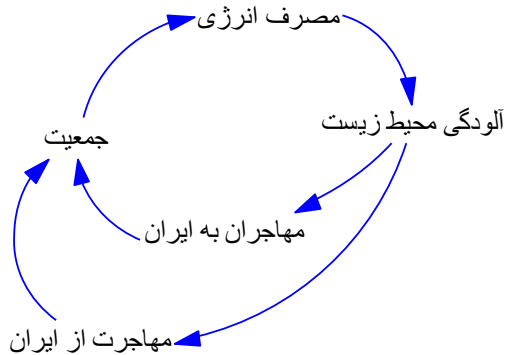 مصرف انرژی
آلودگی محیط زیست
جمعیت
مهاجران به ایران
مهاجرت از ایران